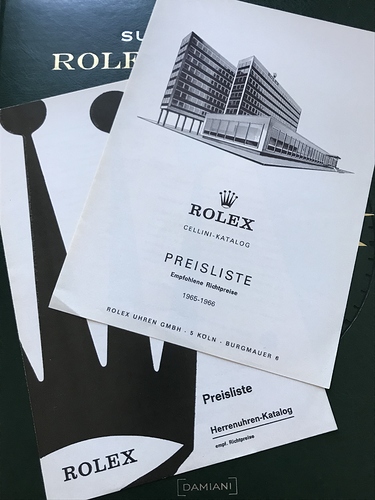 SU
ROLE
ROLEX
CELLINI-KATALOG
PREISLISTE
Empfohlene Richtpreise
1965-1966
ROLEX UHREN GMBH · 5 KÖLN · BURGMAUER 6
Preisliste
Herrenuhren-Katalog
empf. Richtpreise
ROLEX
DAMIANI